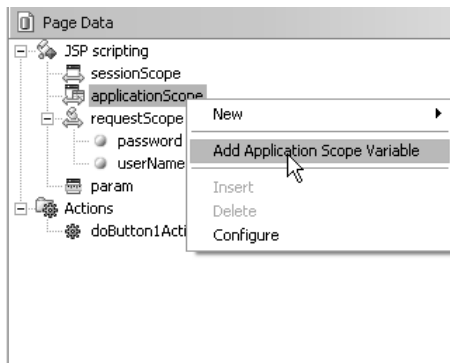 Page Data
JSP scripting
sessionScope
applicationScope
requestScope
password
userName
param
Actions
doButton1Acti
New
Add Application Scope Variable
Insert
Delete
Configure